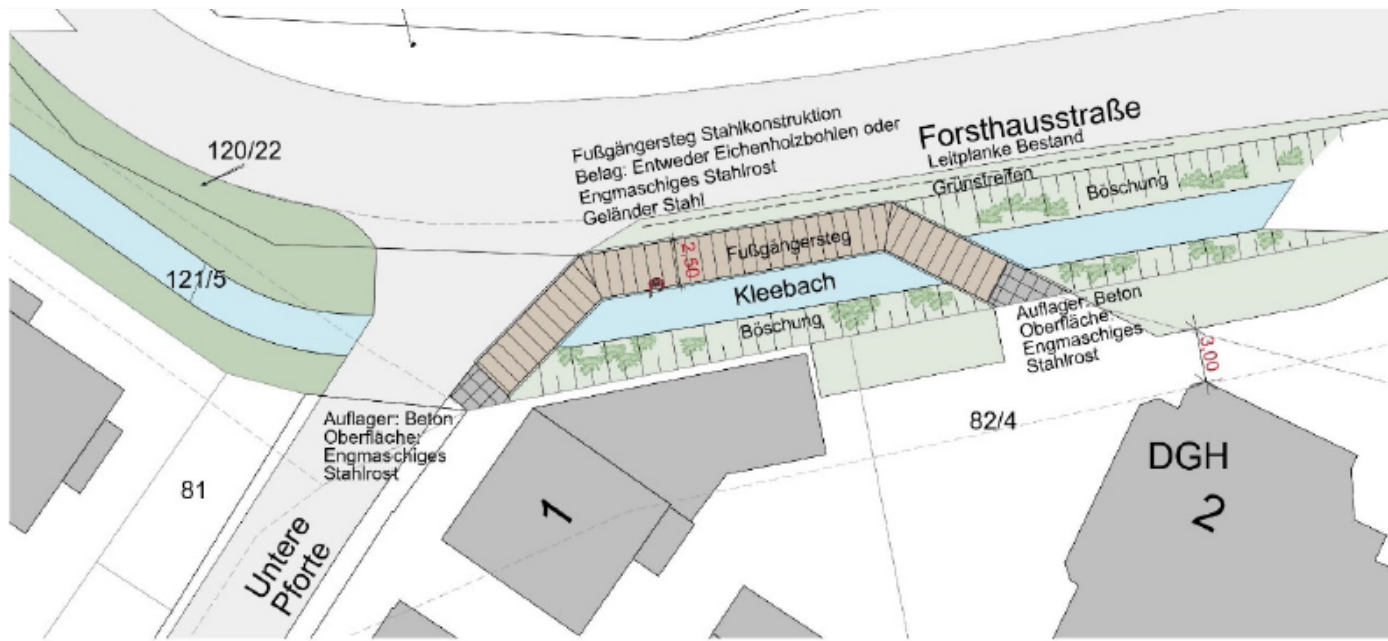 120/22
Fußgängersteg Stahlkonstruktion
Belag: Entweder Eichenholzbohlen oder
Engmaschiges Stahlrost
Geländer Stahl
Forsthausstraße
Leitplanke Bestand
Grünstreifen
Böschung
121/5
Fußgängersteg
2,50
Kleebach
Böschung
Auflager: Beton
Oberfläche:
Engmaschiges
Stahlrost
3,00
Auflager: Beton
Oberfläche:
Engmaschiges
Stahlrost
82/4
81
DGH
2
1
Untere
Pforte